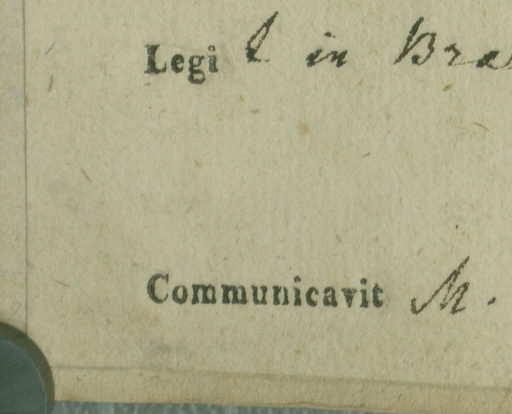 Legi l in Bra
Communicavit M.